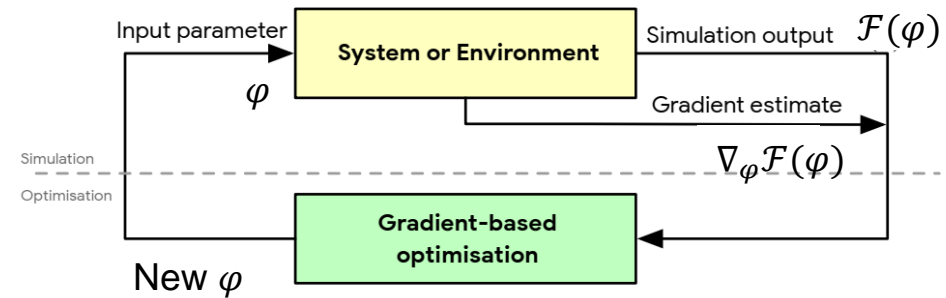 Input parameter
φ
System or Environment
Simulation output
ℱ(φ)
Gradient estimate
∇φℱ(φ)
Simulation
Optimisation
Gradient-based
optimisation
New φ